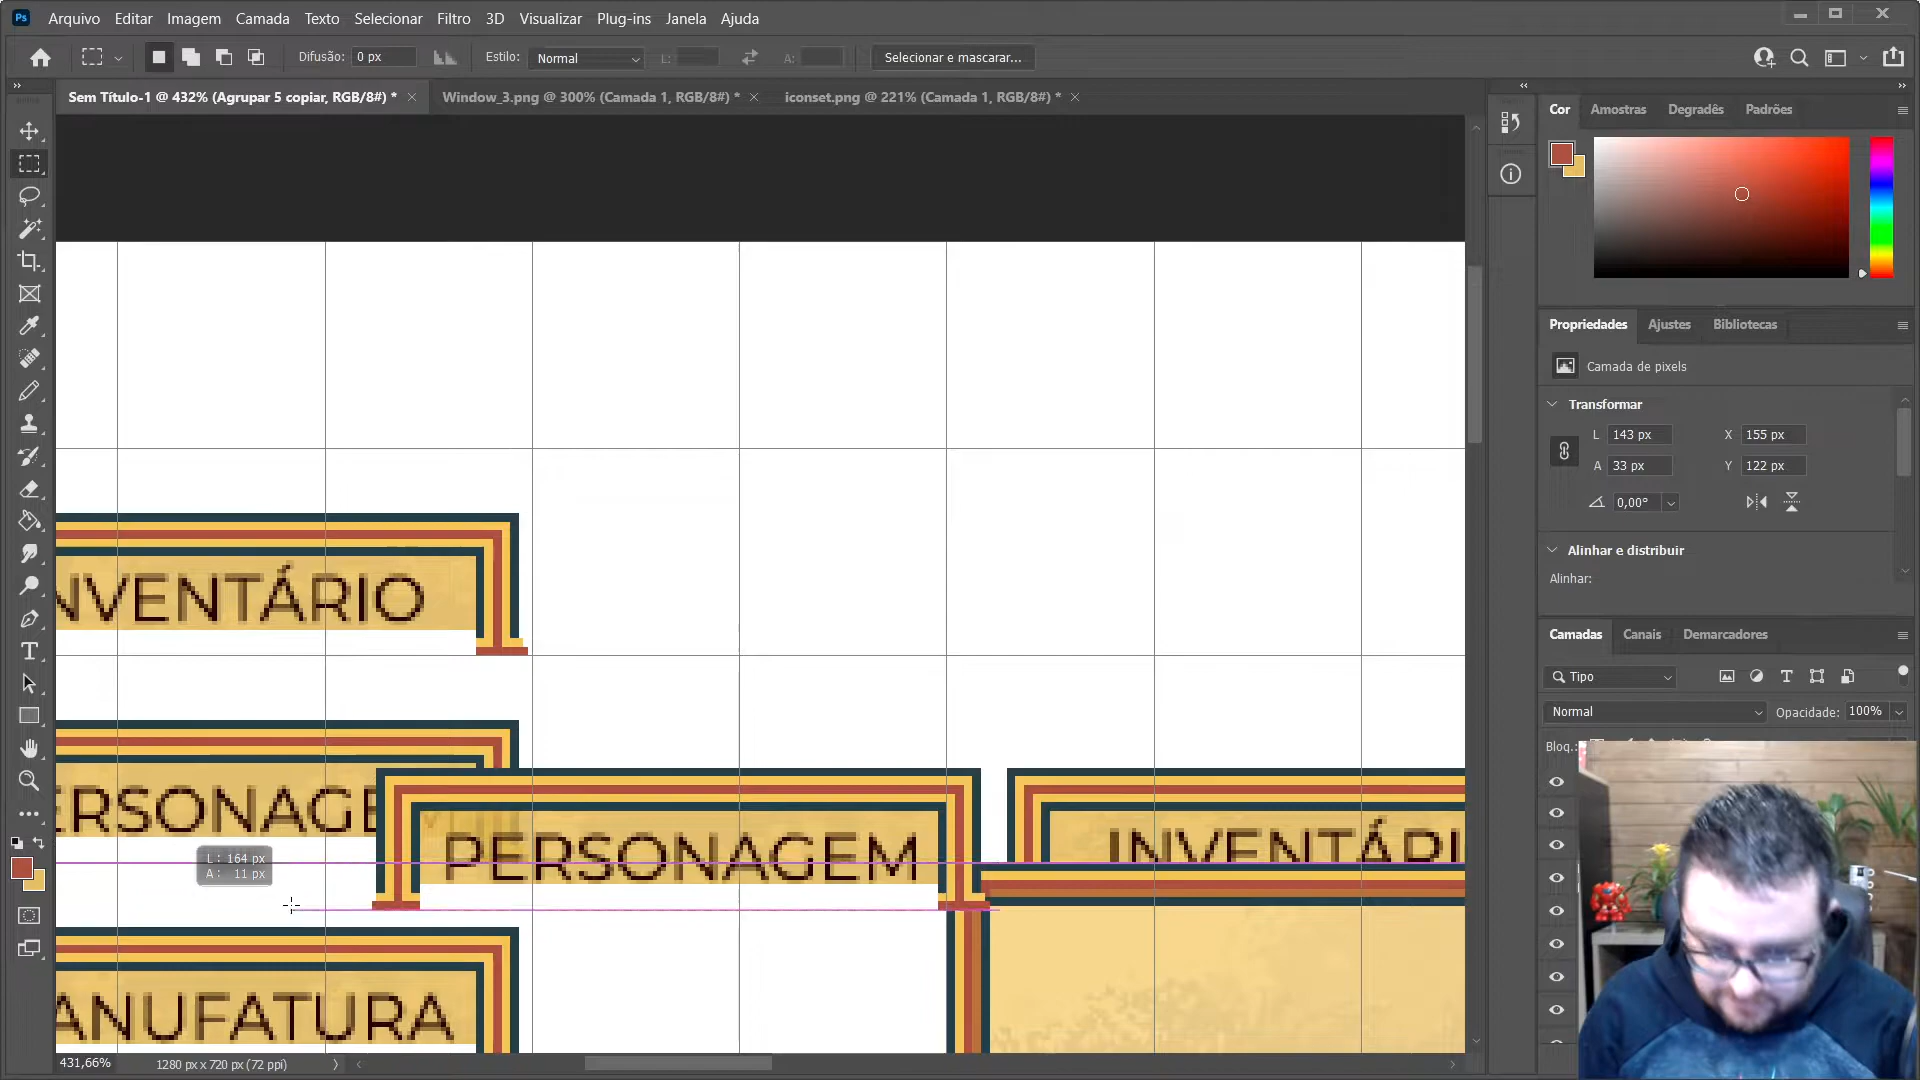 Ps Arquivo Editar Imagem Camada Texto Selecionar Filtro 3D Visualizar Plug-ins Janela Ajuda
Difusão: 0 px Estilo: Normal L: A: Selecionar e mascarar...
Sem Título-1 @ 432% (Agrupar 5 copiar, RGB/8#) * Window_3.png @ 300% (Camada 1, RGB/8#) * iconset.png @ 221% (Camada 1, RGB/8#) *
Cor Amostras Degradês Padrões
Propriedades Ajustes Bibliotecas
Camada de pixels
Transformar
L 143 px X 155 px
A 33 px Y 122 px
0,00°
Alinhar e distribuir
Alinhar:
Camadas Canais Demarcadores
Tipo
Normal Opacidade: 100%
Bloq.:
NVENTÁRIO
ERSONAGE
PERSONAGEM
INVENTÁRI
L: 164 px
A: 11 px
ANUFATURA
431,66% 1280 px x 720 px (72 ppi)